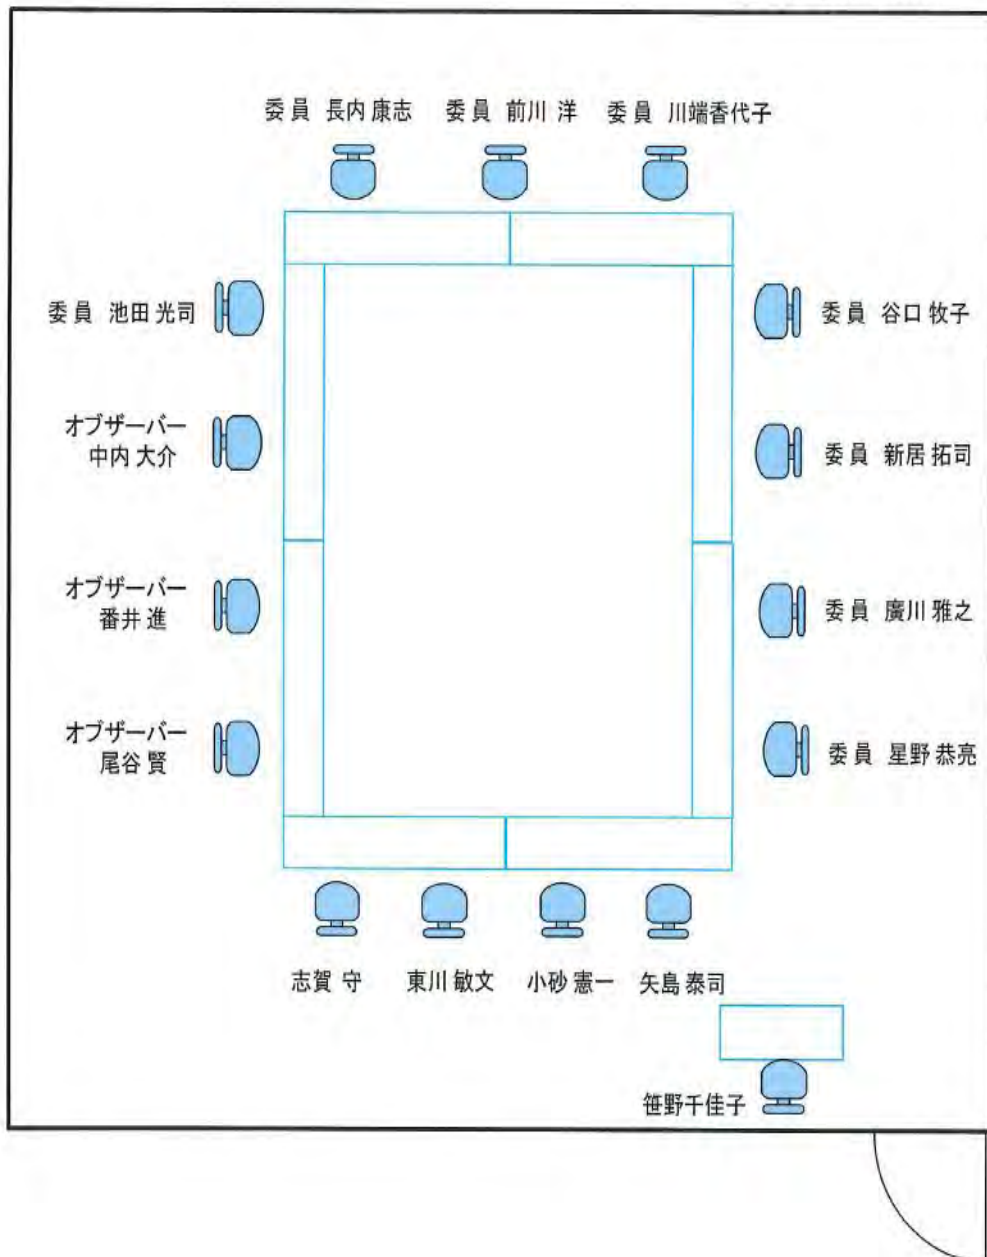 委員 長内 康志　委員 前川 洋　委員 川端香代子
委員 池田 光司
委員 谷口 牧子
オブザーバー
中内 大介
委員 新居 拓司
オブザーバー
番井 進
委員 廣川 雅之
オブザーバー
尾谷 賢
委員 星野 恭亮
志賀 守　東川 敏文　小砂 憲一　矢島 泰司
笹野千佳子